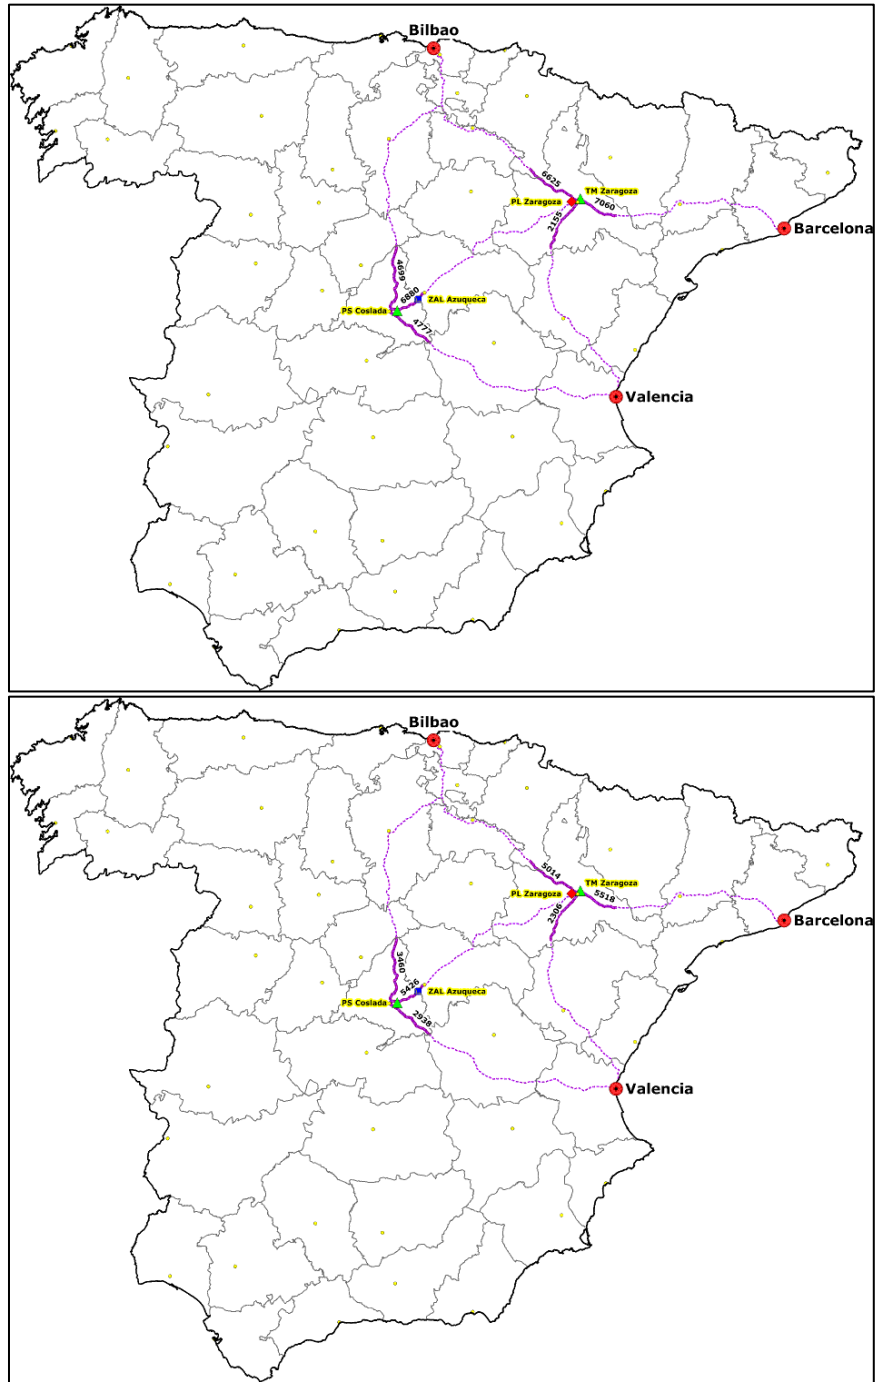 Bilbao
6625
TM Zaragoza
PL Zaragoza
7060
2155
Barcelona
4699
6880
ZAL Azuqueca
PS Coslada
4777
Valencia
Bilbao
5014
TM Zaragoza
PL Zaragoza
5518
2306
Barcelona
3460
5426
ZAL Azuqueca
PS Coslada
2938
Valencia